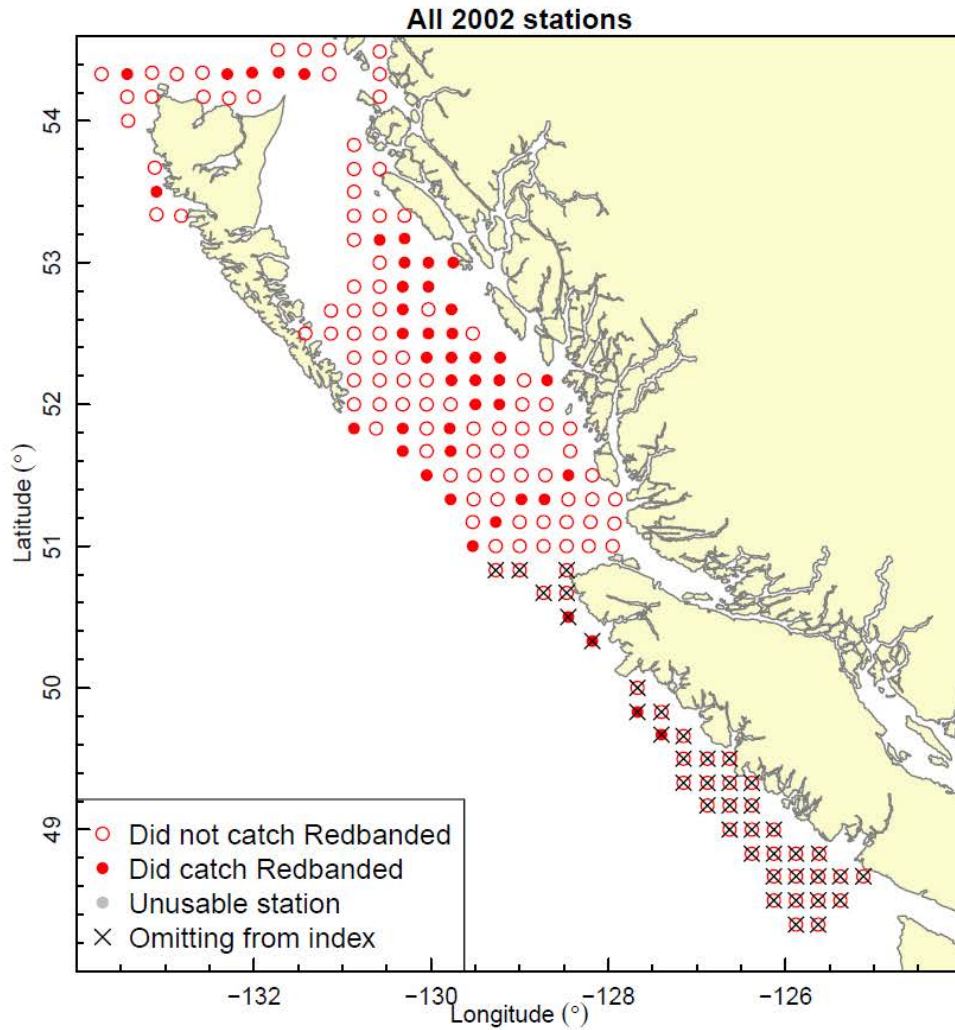 All 2002 stations
54
53
52
51
50
49
Latitude (°)
Did not catch Redbanded
Did catch Redbanded
Unusable station
Omitting from index
−132
−130
−128
−126
Longitude (°)